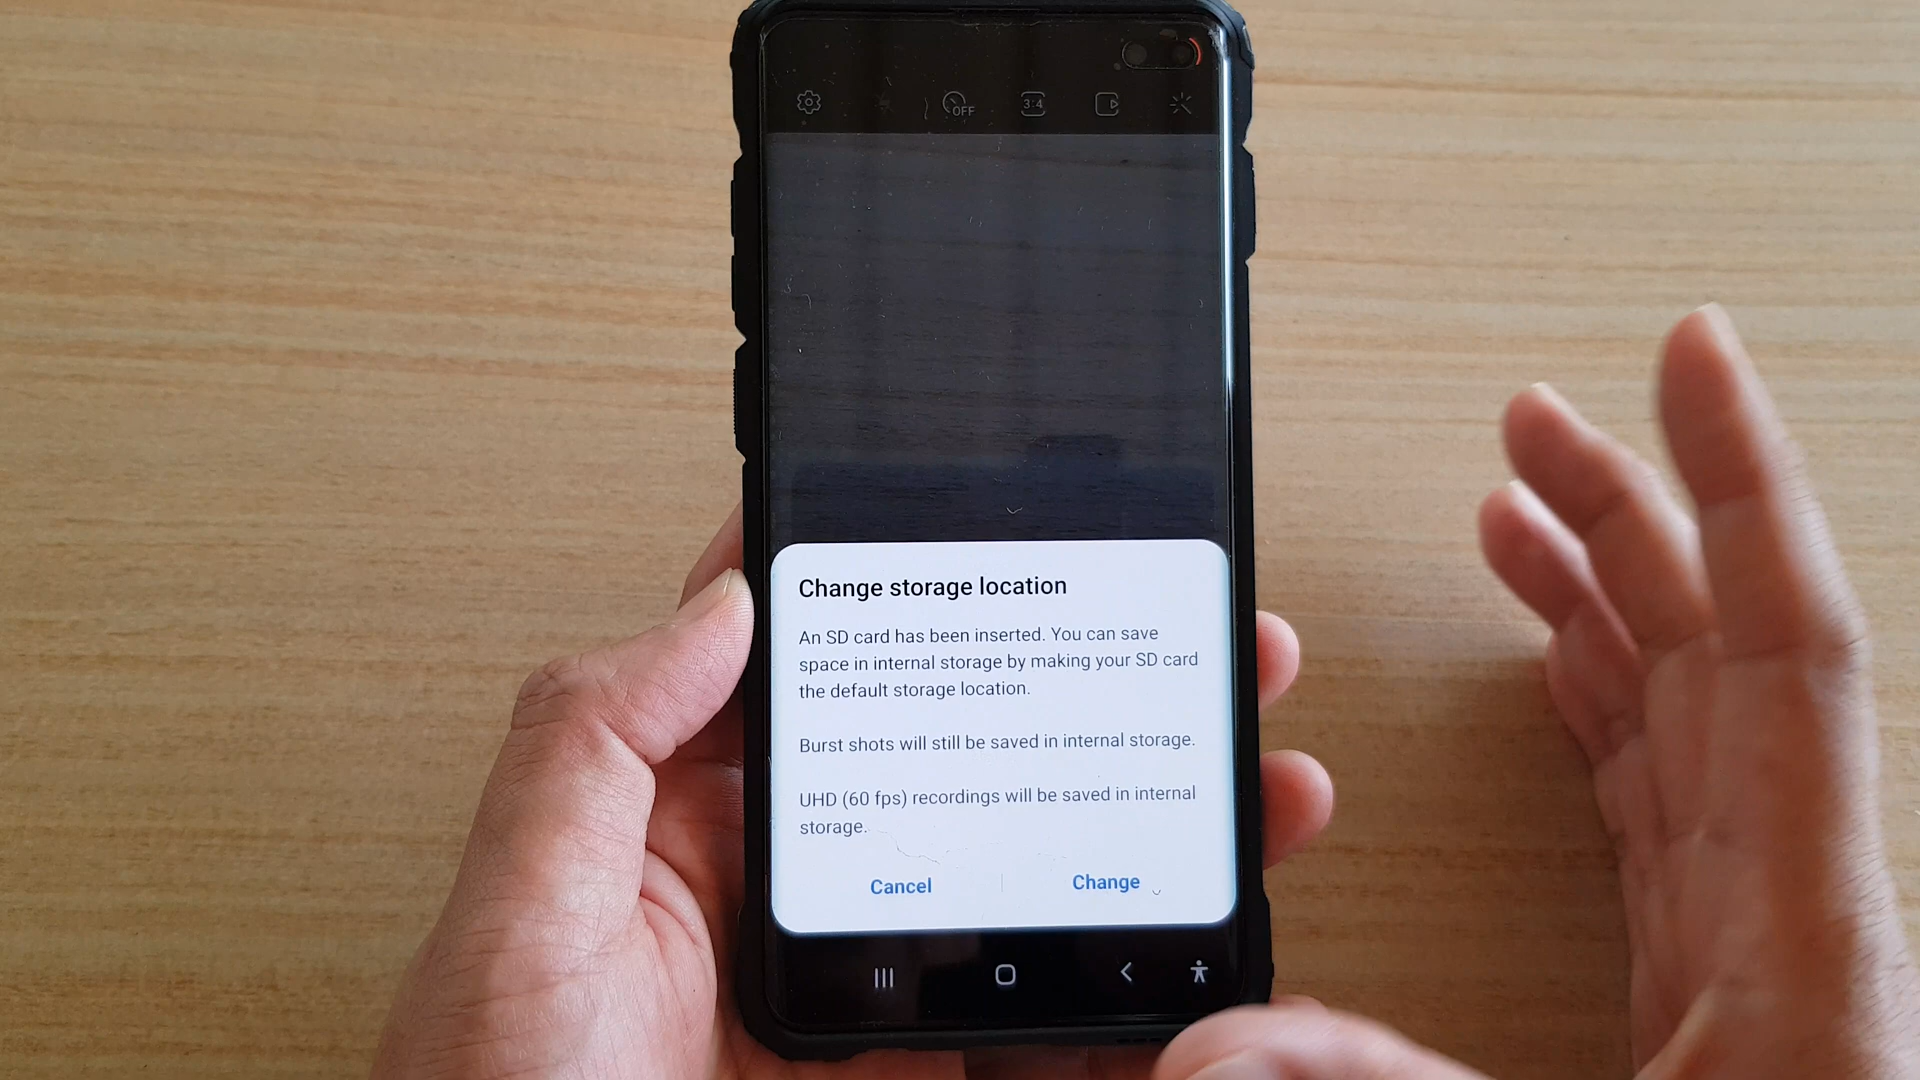 OFF
3:4
Change storage location
An SD card has been inserted. You can save
space in internal storage by making your SD card
the default storage location.
Burst shots will still be saved in internal storage.
UHD (60 fps) recordings will be saved in internal
storage.
Cancel
Change